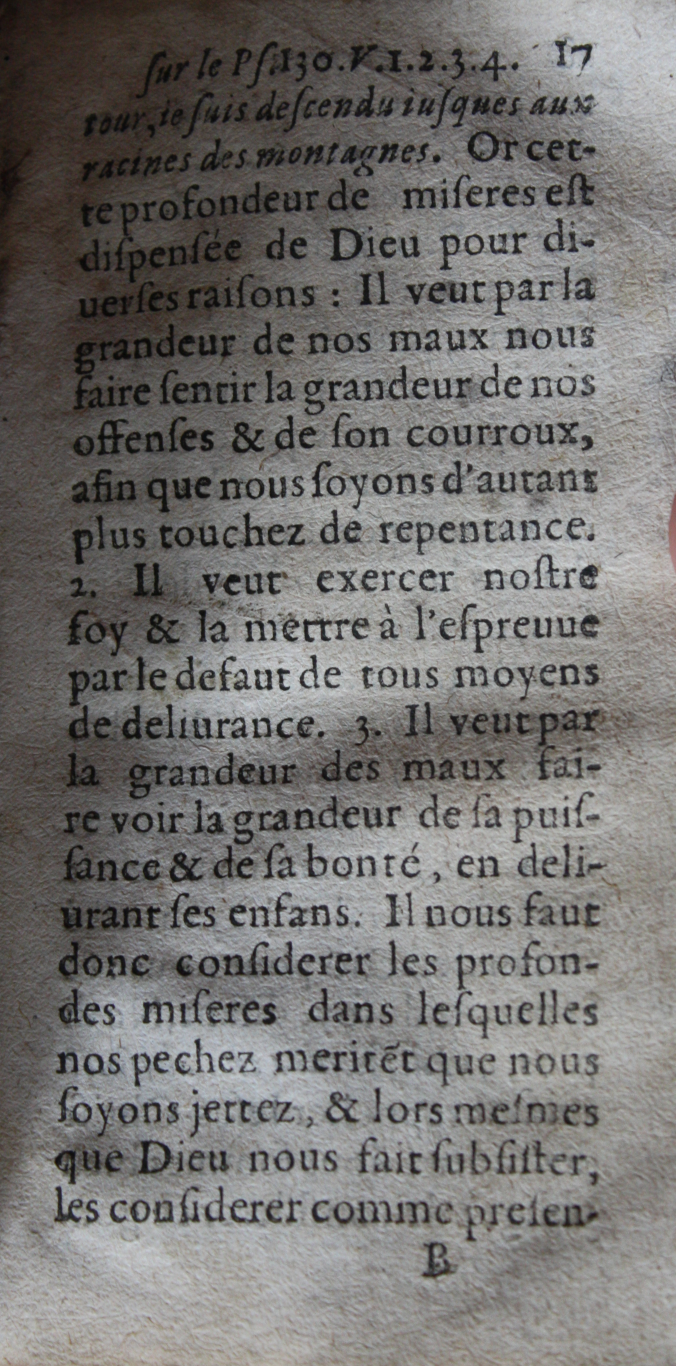 ſur le Pſ.130.V.1.2.3.4. 17
tour, ie ſuis deſcendu iuſques aux
racines des montagnes. Or cet-
te profondeur de miſeres eſt
diſpenſée de Dieu pour di-
uerſes raiſons : Il veut par la
grandeur de nos maux nous
faire ſentir la grandeur de nos
offenſes & de ſon courroux,
afin que nous ſoyons d'autant
plus touchez de repentance.
2. Il veut exercer noſtre
foy & la mettre à l'eſpreuue
par le defaut de tous moyens
de deliurance. 3. Il veut par
la grandeur des maux fai-
re voir la grandeur de ſa puiſ-
ſance & de ſa bonté, en deli-
urant ſes enfans. Il nous faut
donc conſiderer les profon-
des miſeres dans leſquelles
nos pechez meritẽt que nous
ſoyons jettez, & lors meſmes
que Dieu nous fait ſubſiſter,
les conſiderer comme preſen-
B